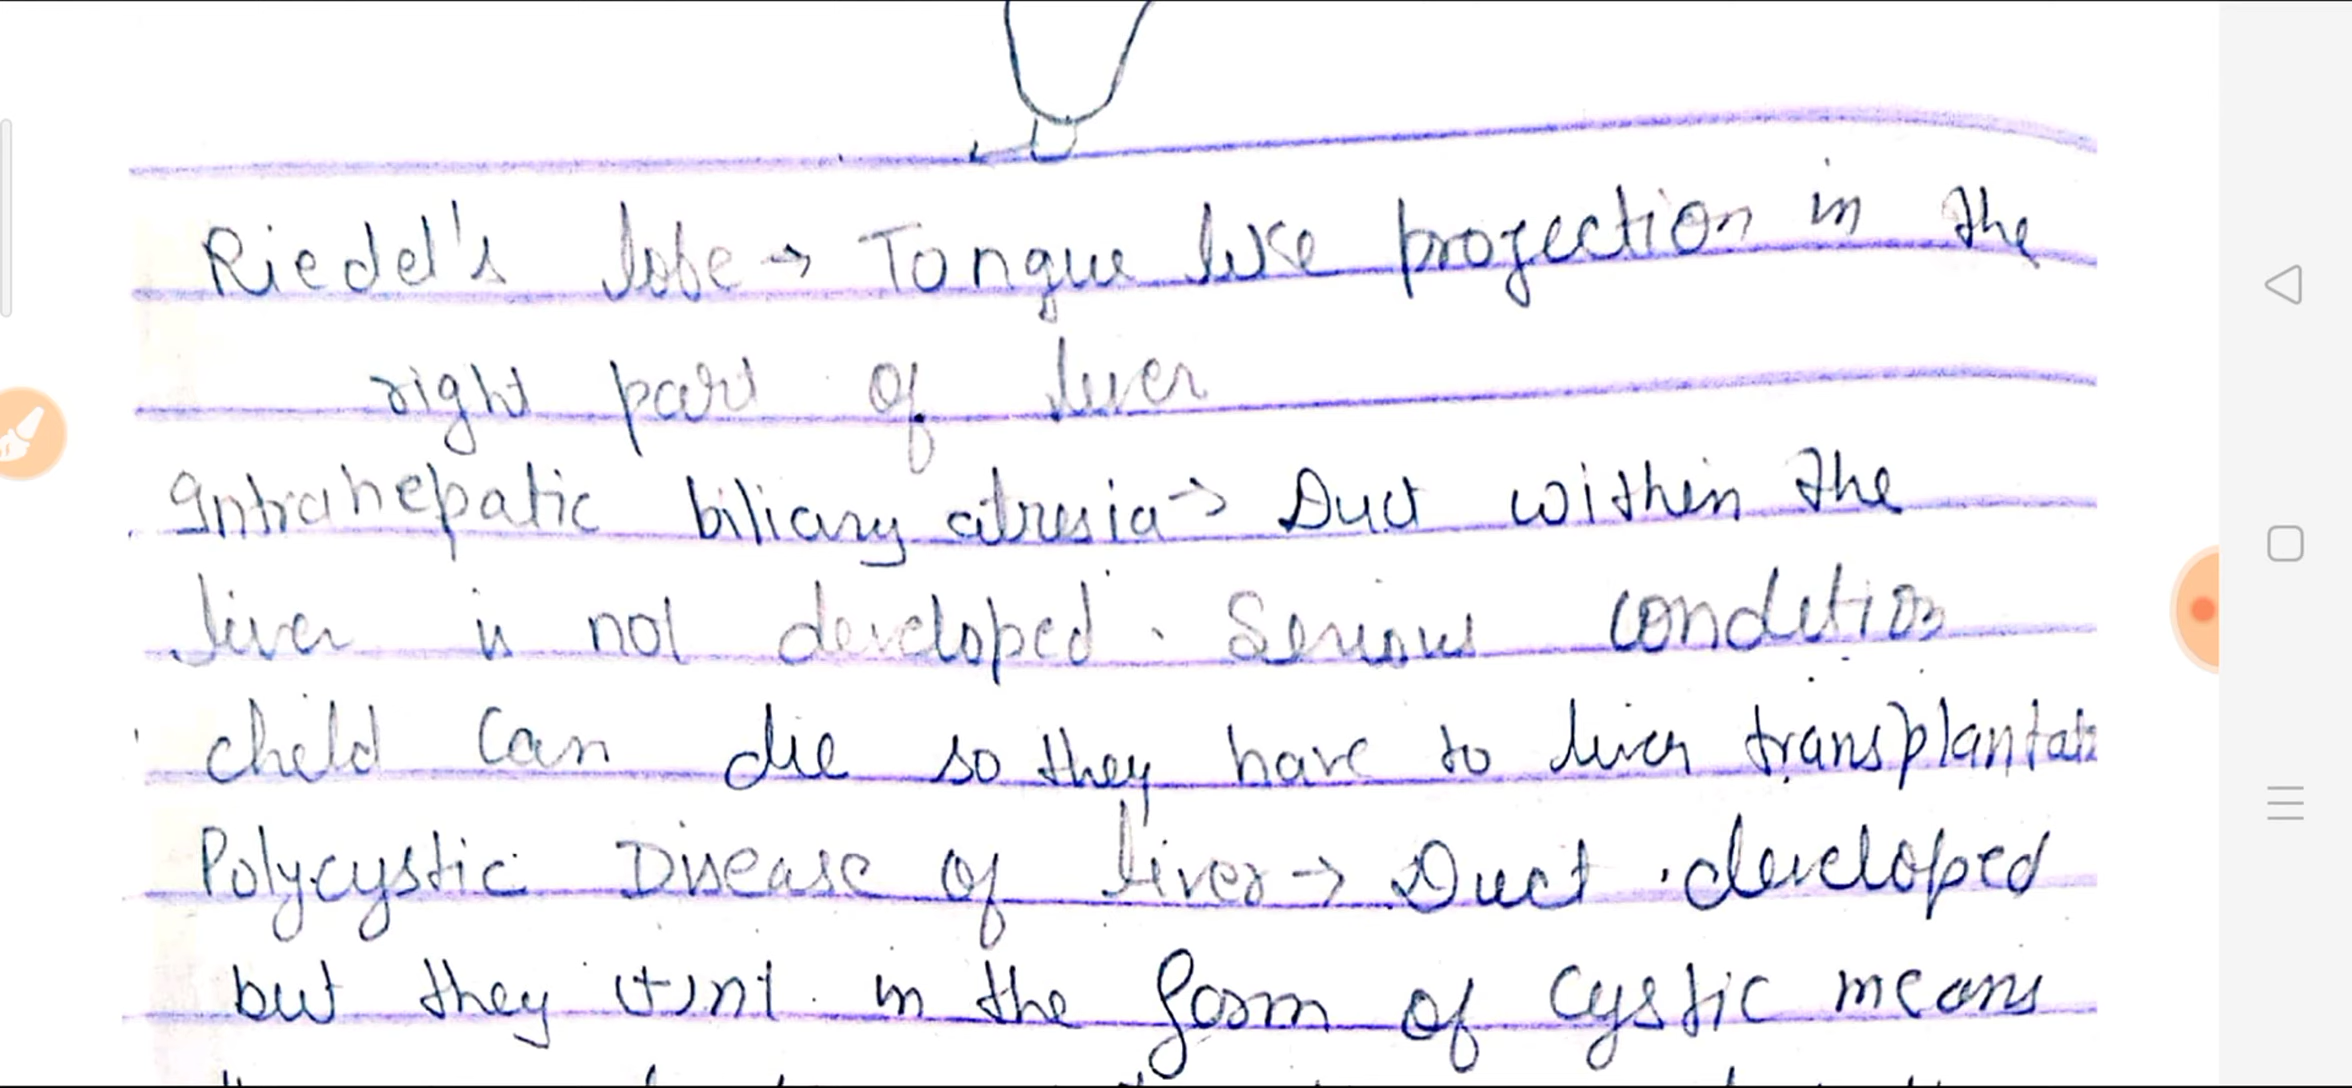 Riedel's lobe → Tongue like projection in the
right part of liver
Intrahepatic biliary atresia → Duct within the
liver is not developed. Serious condition
child can die so they have to liver transplantati
Polycystic Disease of liver → Duct developed
but they in the form of cystic means